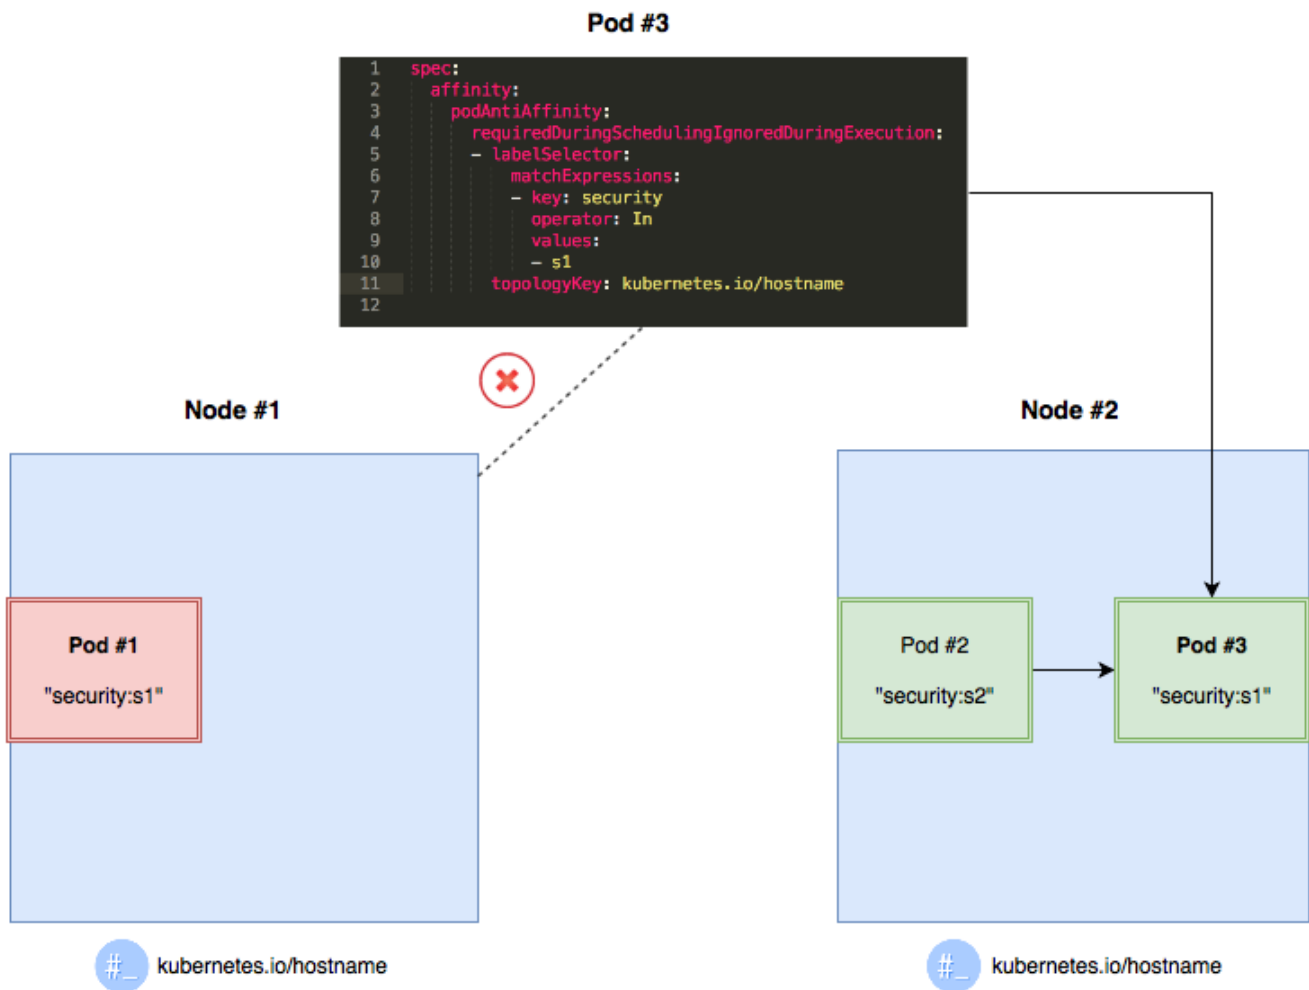 Pod #3
1 spec:
2 affinity:
3 podAntiAffinity:
4 requiredDuringSchedulingIgnoredDuringExecution:
5 - labelSelector:
6 matchExpressions:
7 - key: security
8 operator: In
9 values:
10 - s1
11 topologyKey: kubernetes.io/hostname
12
Node #1
Node #2
Pod #1
"security:s1"
Pod #2
"security:s2"
Pod #3
"security:s1"
#_ kubernetes.io/hostname
#_ kubernetes.io/hostname